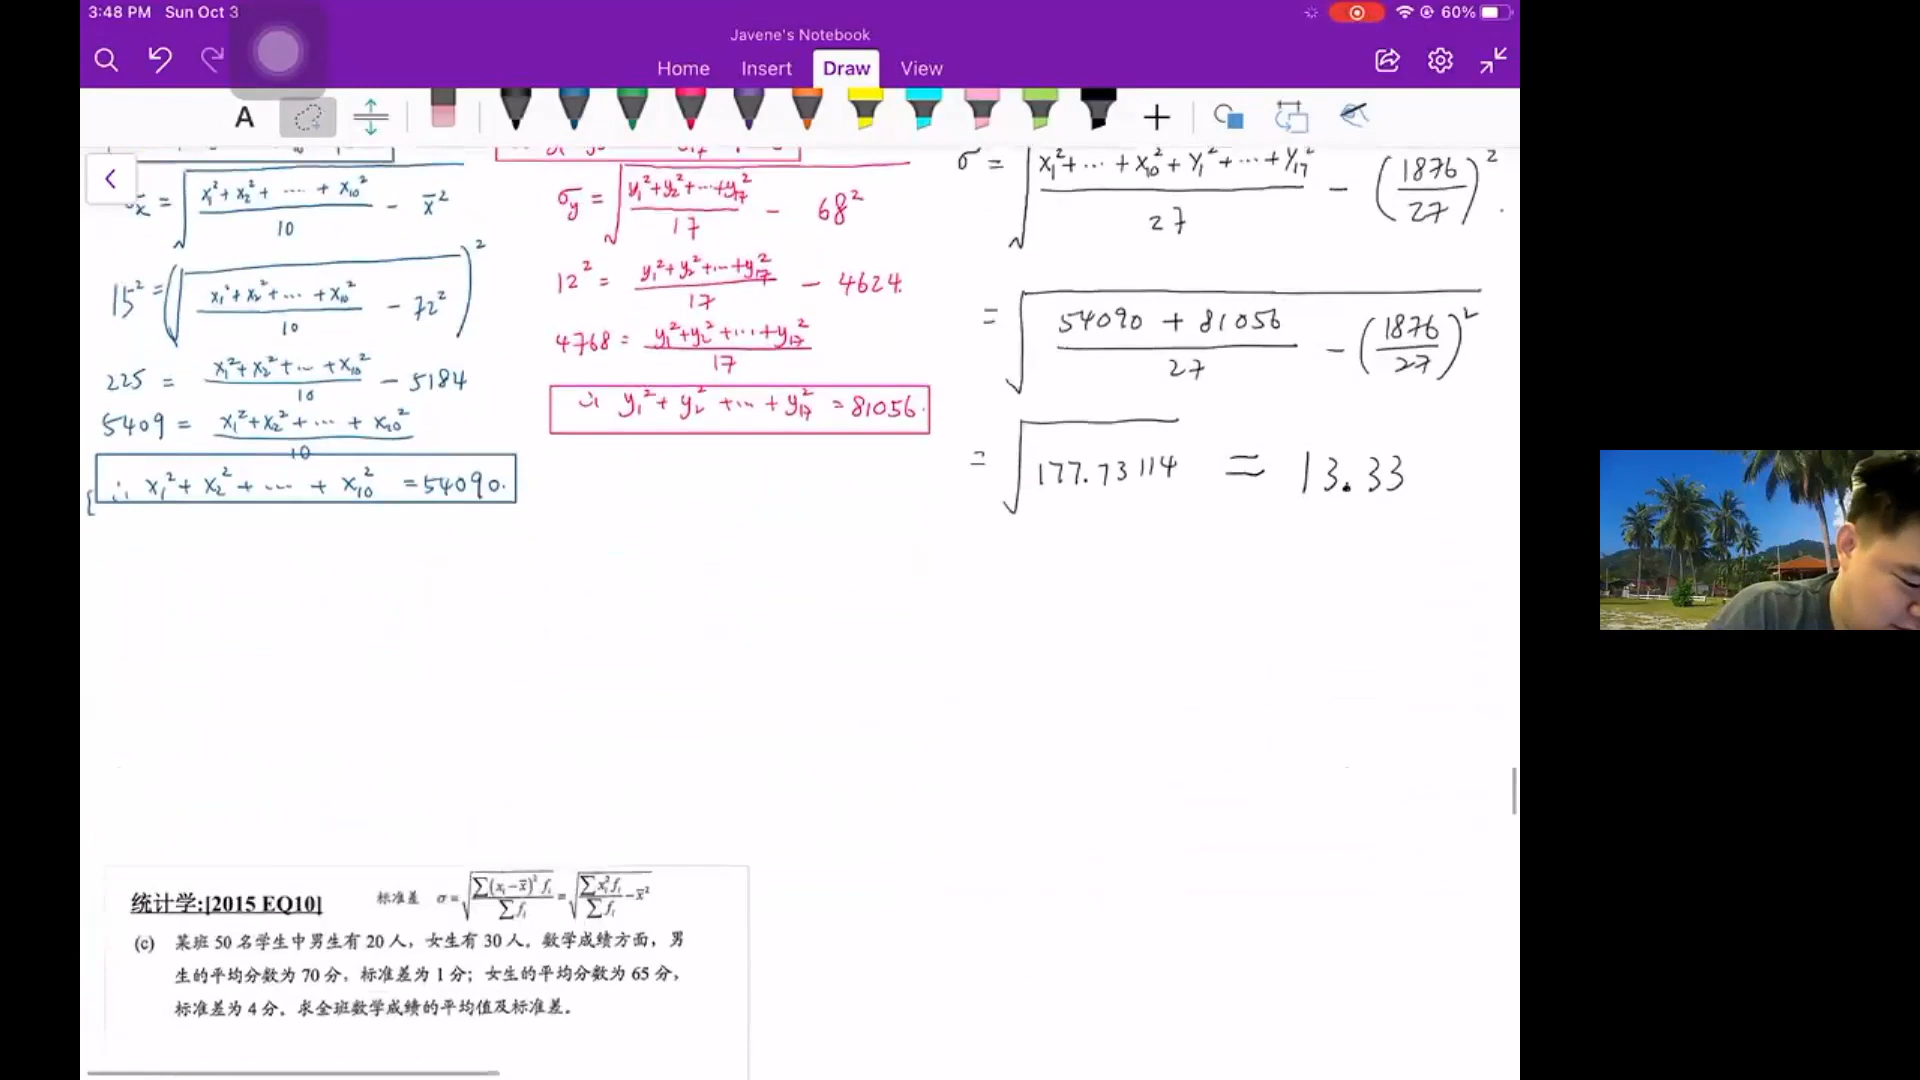 3:48 PM Sun Oct 3
60%
Javene's Notebook
Home Insert Draw View
A
σx̄ = √((x₁² + x₂² + ···· + x₁₀²)/10 - x̄²)
15² = (√((x₁² + x₂² + ···· + x₁₀²)/10 - 72²))²
225 = (x₁² + x₂² + ··· + x₁₀²)/10 - 5184
5409 = (x₁² + x₂² + ··· + x₁₀²)/10
∴ x₁² + x₂² + ··· + x₁₀² = 54090.
σy = √((y₁² + y₂² + ··· + y₁₇²)/17 - 68²)
12² = (y₁² + y₂² + ··· + y₁₇²)/17 - 4624.
4768 = (y₁² + y₂² + ··· + y₁₇²)/17
∴ y₁² + y₂² + ··· + y₁₇² = 81056.
σ = √((x₁² + ··· + x₁₀² + y₁² + ··· + y₁₇²)/27 - (1876/27)²)
= √((54090 + 81056)/27 - (1876/27)²)
= √177.73114 = 13.33
统计学:[2015 EQ10] 标准差 σ = √(∑(xᵢ - x̄)² fᵢ / ∑fᵢ) = √(∑xᵢ² fᵢ / ∑fᵢ - x̄²)
(c) 某班 50 名学生中男生有 20 人，女生有 30 人。数学成绩方面，男
生的平均分数为 70 分，标准差为 1 分；女生的平均分数为 65 分，
标准差为 4 分。求全班数学成绩的平均值及标准差。